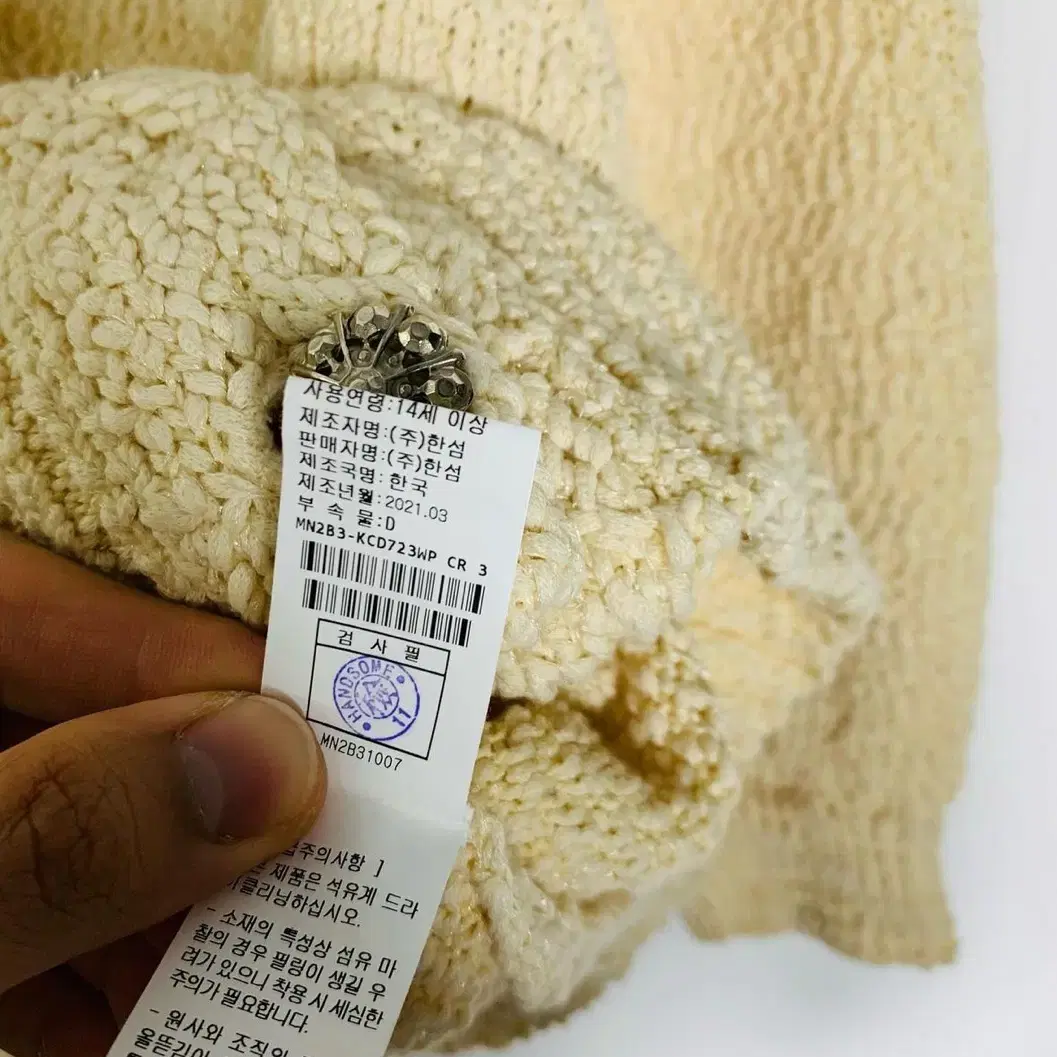 사용연령:14세 이상
제조자명:(주)한섬
판매자명:(주)한섬
제조국명:한국
제조년월:2021.03
부 속 물:D
MN2B3-KCD723WP CR 3
검 사 필
HANDSOME
11
MN2B31007
주의사항 ]
제품은 석유계 드라
클리닝하십시오.
- 소재의 특성상 섬유 마
찰의 경우 필링이 생길 우
려가 있으니 착용 시 세심한
주의가 필요합니다.
- 원사와 조직의